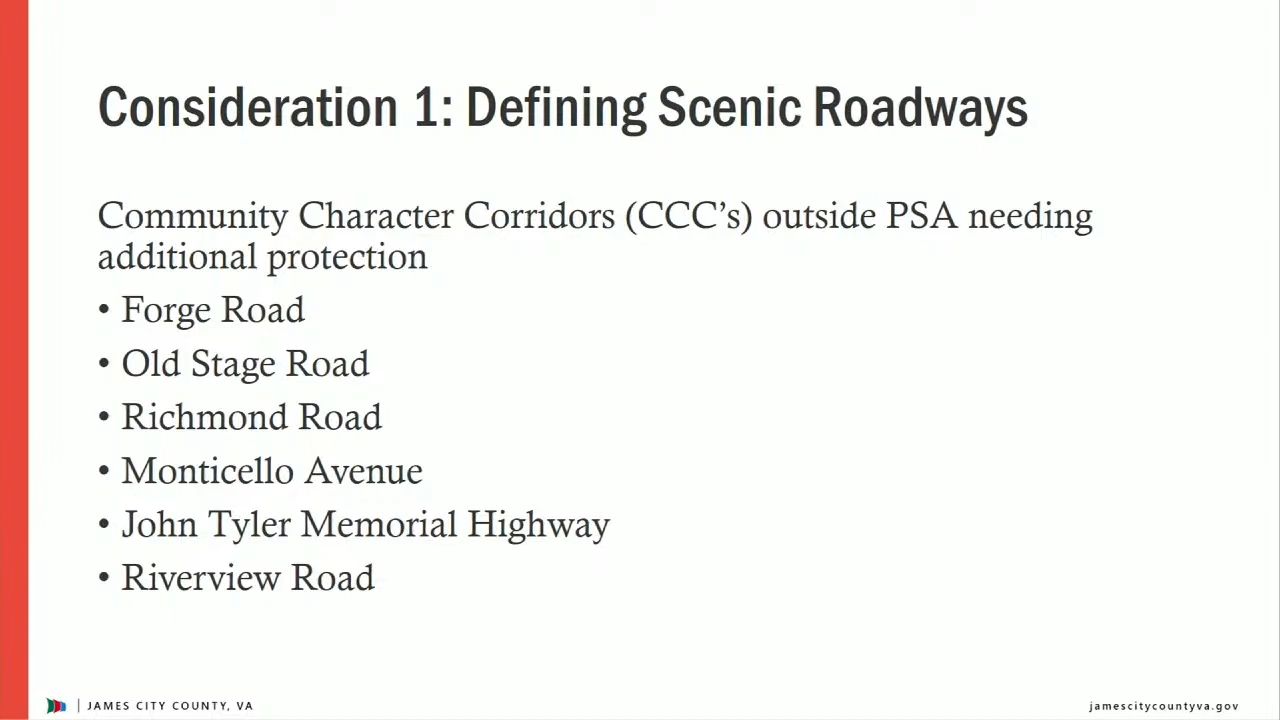 Consideration 1: Defining Scenic Roadways
Community Character Corridors (CCC’s) outside PSA needing
additional protection
• Forge Road
• Old Stage Road
• Richmond Road
• Monticello Avenue
• John Tyler Memorial Highway
• Riverview Road
JAMES CITY COUNTY, VA
jamescitycountyva.gov